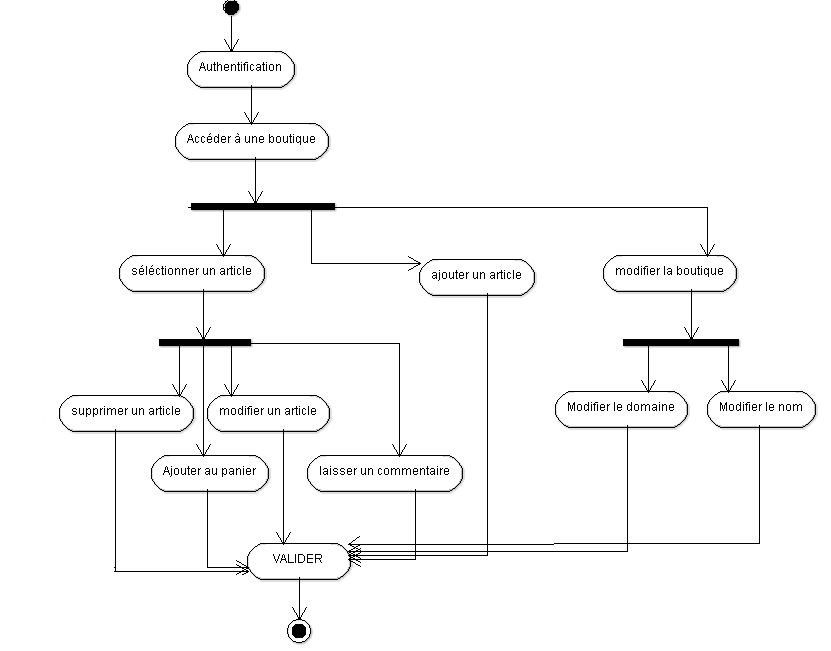 Authentification
Accéder à une boutique
séléctionner un article
ajouter un article
modifier la boutique
supprimer un article
modifier un article
Modifier le domaine
Modifier le nom
Ajouter au panier
laisser un commentaire
VALIDER